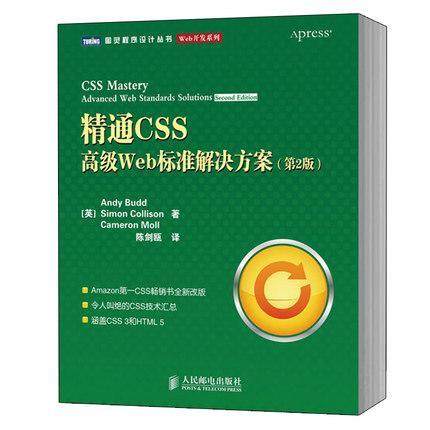 TURING
图灵程序设计丛书
Web开发系列
Apress®
CSS Mastery
Advanced Web Standards Solutions Second Edition
精通CSS
高级Web标准解决方案(第2版)
Andy Budd
[英] Simon Collison 著
Cameron Moll
陈剑瓯 译
Amazon第一CSS畅销书全新改版
令人叫绝的CSS技术汇总
涵盖CSS 3和HTML 5
人民邮电出版社
POSTS & TELECOM PRESS